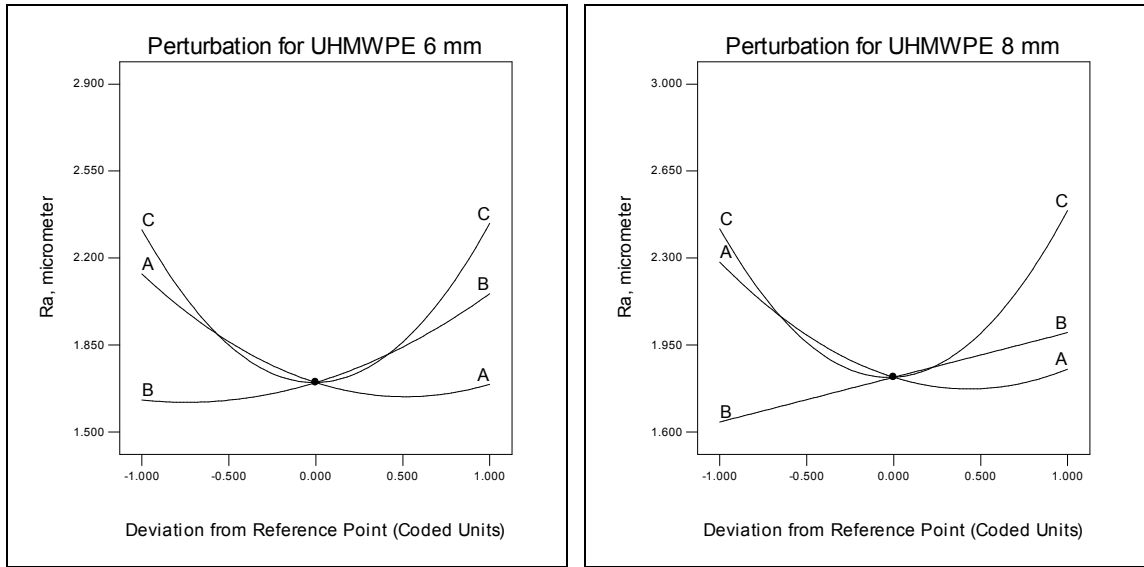 Perturbation for UHMWPE 6 mm
2.900
2.550
2.200
1.850
1.500
Ra, micrometer
C
A
B
C
B
A
-1.000 -0.500 0.000 0.500 1.000
Deviation from Reference Point (Coded Units)
Perturbation for UHMWPE 8 mm
3.000
2.650
2.300
1.950
1.600
Ra, micrometer
C
A
B
C
B
A
-1.000 -0.500 0.000 0.500 1.000
Deviation from Reference Point (Coded Units)